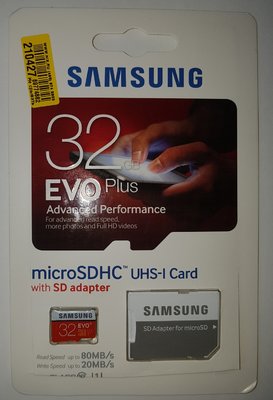 SAMSUNG
32
GB
EVO Plus
Advanced Performance
For advanced read speed,
more photos and Full HD videos
microSDHC™ UHS-I Card
with SD adapter
SAMSUNG
32 EVO+
SAMSUNG
SD Adapter for microSD
Read Speed up to 80MB/s
Write Speed up to 20MB/s
210427